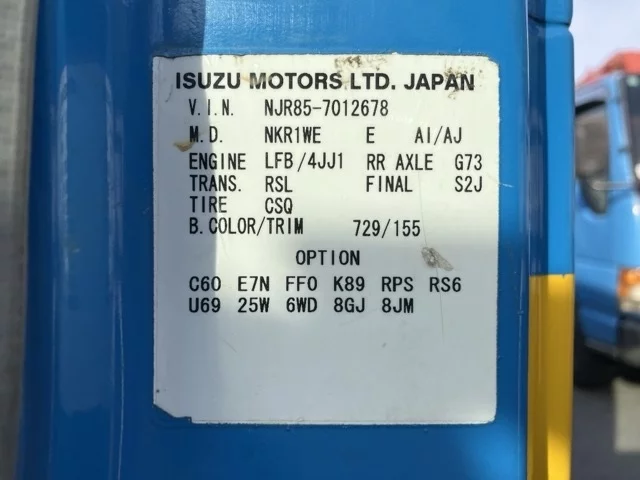 ISUZU MOTORS LTD. JAPAN
V.I.N. NJR85-7012678
M.D. NKR1WE E AI/AJ
ENGINE LFB/4JJ1 RR AXLE G73
TRANS. RSL FINAL S2J
TIRE CSQ
B.COLOR/TRIM 729/155
OPTION
C60 E7N FF0 K89 RPS RS6
U69 25W 6WD 8GJ 8JM